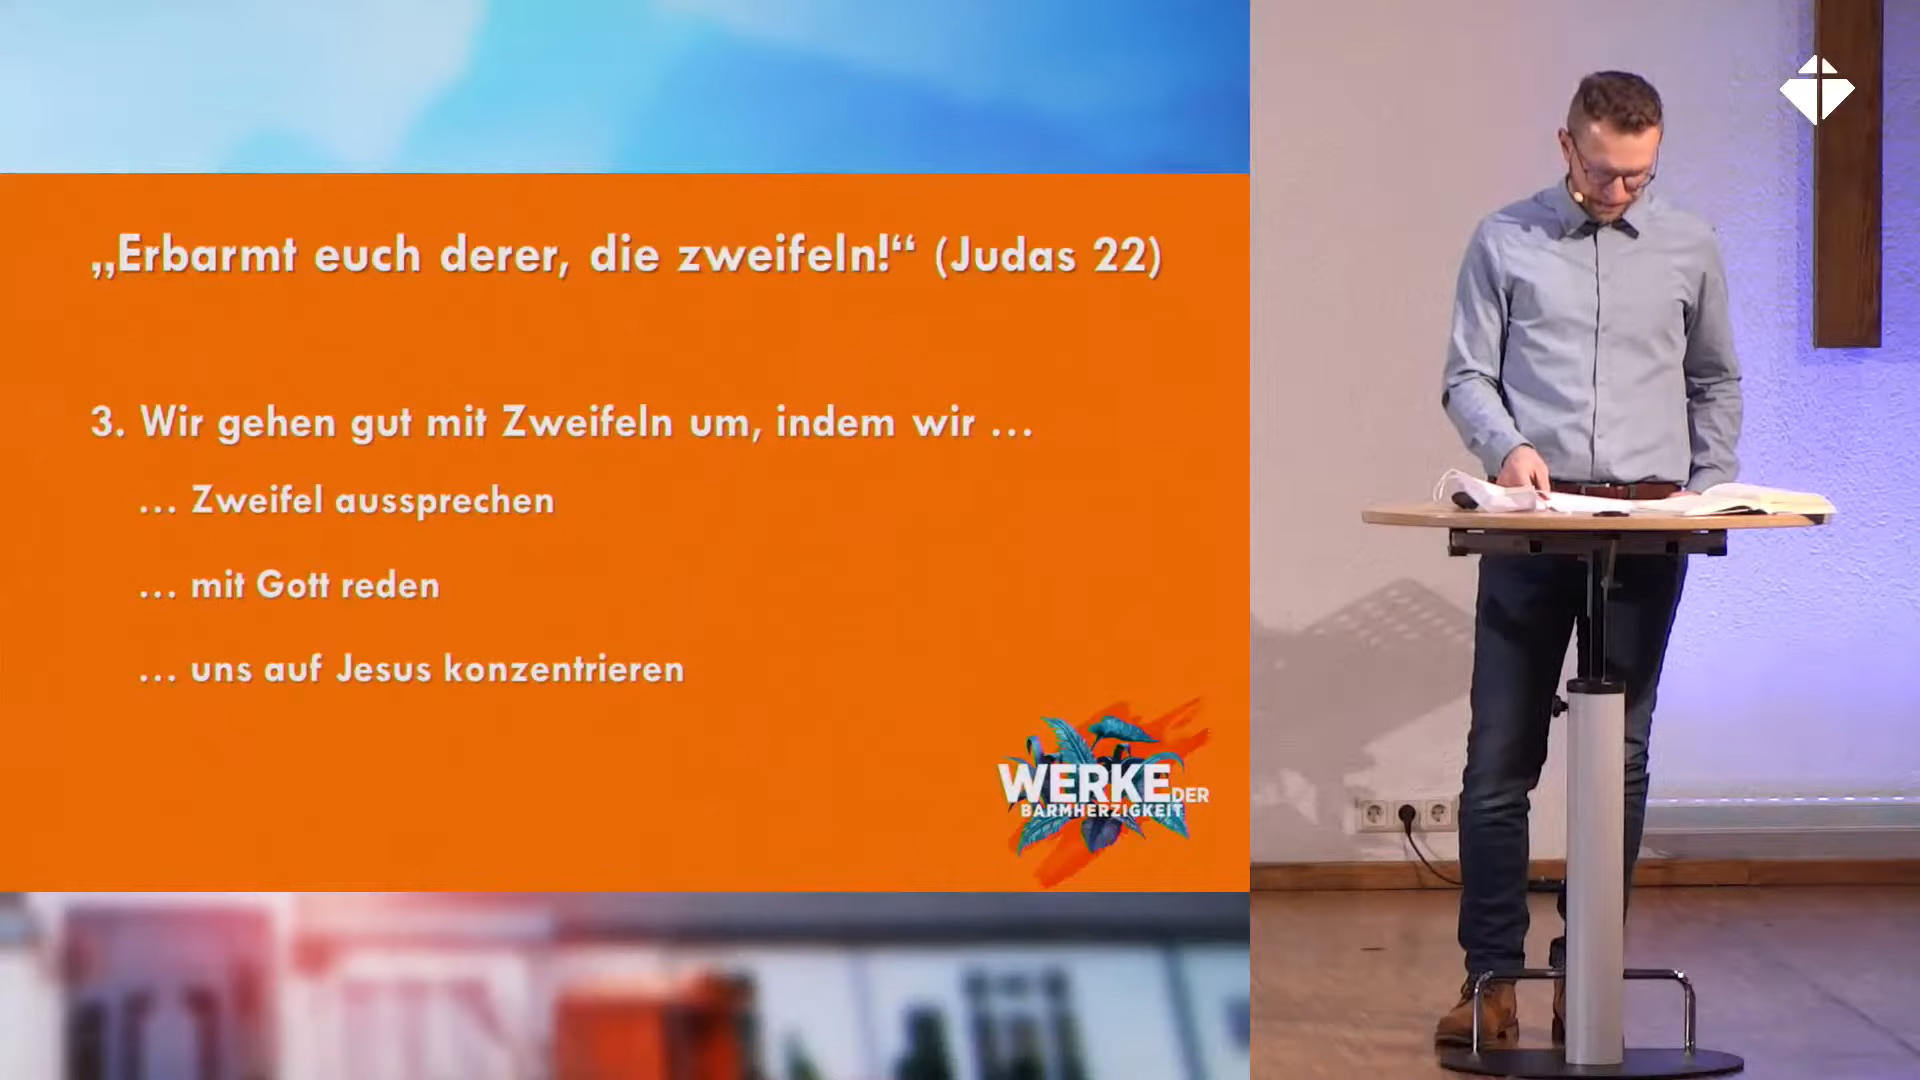 „Erbarmt euch derer, die zweifeln!“ (Judas 22)
3. Wir gehen gut mit Zweifeln um, indem wir …
… Zweifel aussprechen
… mit Gott reden
… uns auf Jesus konzentrieren
WERKE DER
BARMHERZIGKEIT